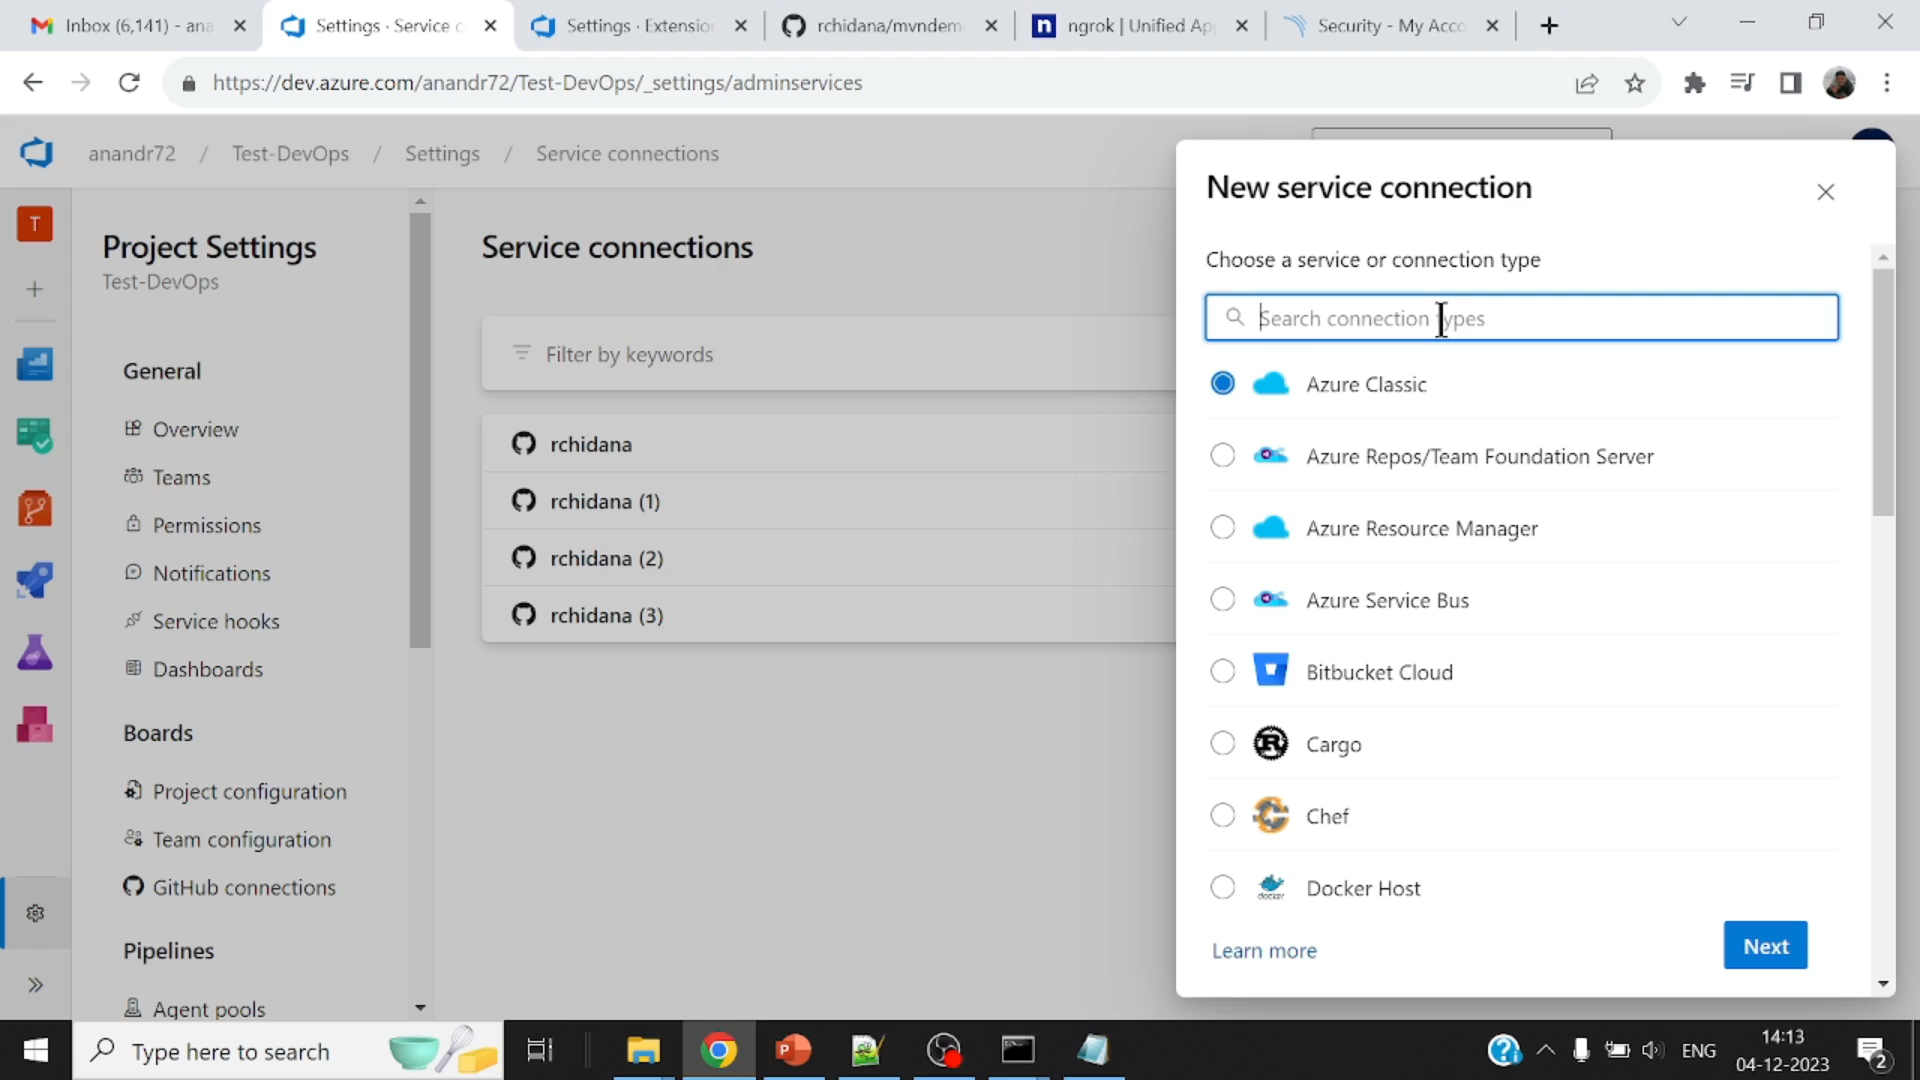 Inbox (6,141) - ana
Settings · Service c
Settings · Extension
rchidana/mvndem
ngrok | Unified Ap
Security - My Acco
https://dev.azure.com/anandr72/Test-DevOps/_settings/adminservices
anandr72 / Test-DevOps / Settings / Service connections
T
Project Settings
Test-DevOps
General
Overview
Teams
Permissions
Notifications
Service hooks
Dashboards
Boards
Project configuration
Team configuration
GitHub connections
Pipelines
Agent pools
Service connections
Filter by keywords
rchidana
rchidana (1)
rchidana (2)
rchidana (3)
New service connection
Choose a service or connection type
Search connection types
Azure Classic
Azure Repos/Team Foundation Server
Azure Resource Manager
Azure Service Bus
Bitbucket Cloud
Cargo
Chef
docker
Docker Host
Learn more
Next
Type here to search
ENG
14:13
04-12-2023
2